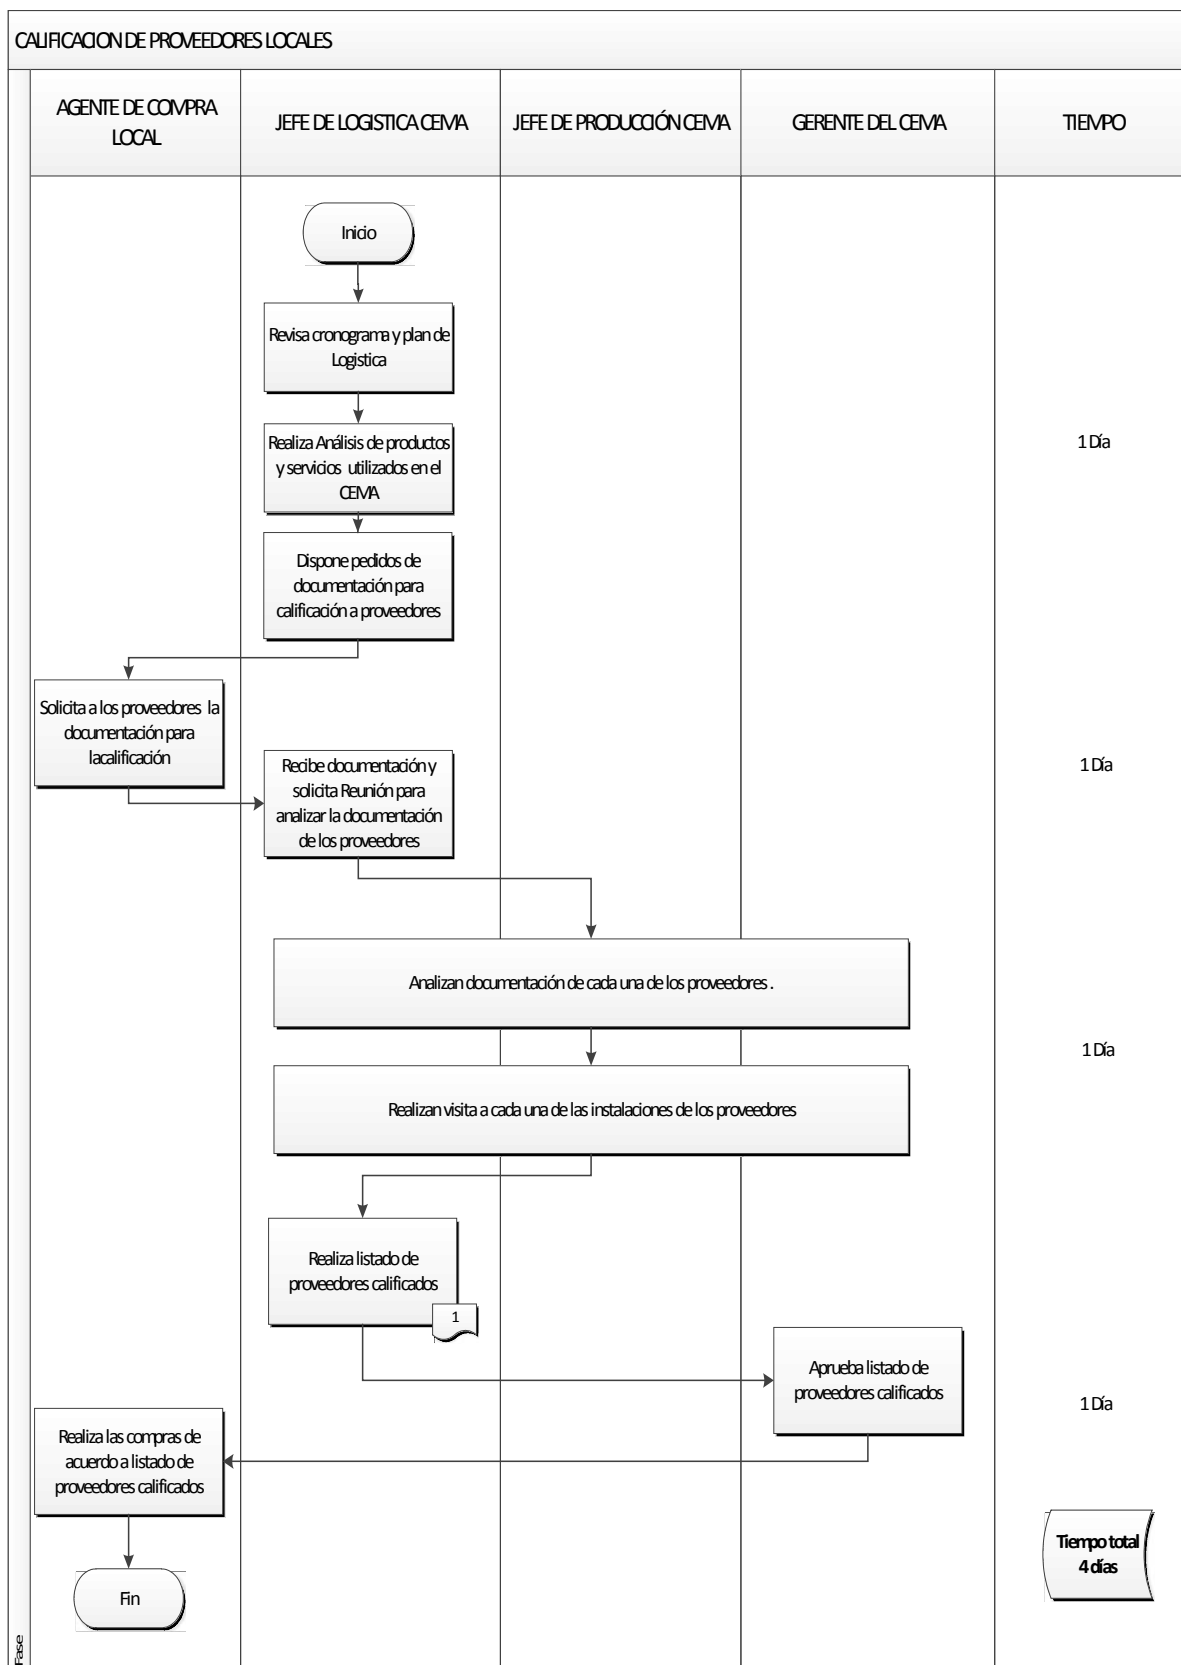 CALIFICACION DE PROVEEDORES LOCALES
AGENTE DE COMPRA
LOCAL
JEFE DE LOGISTICA CEMA
JEFE DE PRODUCCIÓN CEMA
GERENTE DEL CEMA
TIEMPO
Inicio
Revisa cronograma y plan de
Logistica
Realiza Análisis de productos
y servicios utilizados en el
CEMA
1 Día
Dispone pedidos de
documentación para
calificación a proveedores
Solicita a los proveedores la
documentación para
lacalificación
Recibe documentación y
solicita Reunión para
analizar la documentación
de los proveedores
1 Día
Analizan documentación de cada una de los proveedores .
1 Día
Realizan visita a cada una de las instalaciones de los proveedores
Realiza listado de
proveedores calificados
1
Aprueba listado de
proveedores calificados
1 Día
Realiza las compras de
acuerdo a listado de
proveedores calificados
Tiempo total
4 días
Fin
Fase